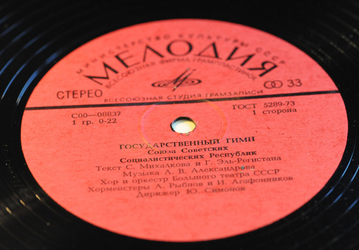 МИНИСТЕРСТВО КУЛЬТУРЫ СССР
МЕЛОДИЯ
ВСЕСОЮЗНАЯ ФИРМА ГРАМПЛАСТИНОК
СТЕРЕО
33
ВСЕСОЮЗНАЯ СТУДИЯ ГРАМЗАПИСИ
С00—00837
ГОСТ 5289-73
1 гр. 0-22
1 сторона
ГОСУДАРСТВЕННЫЙ ГИМН
Союза Советских
Социалистических Республик
Текст С. Михалкова и Г. Эль-Регистана
Музыка А. В. Александрова
Хор и оркестр Большого театра СССР
Хормейстеры А. Рыбнов и И. Агафонников
Дирижер Ю. Симонов